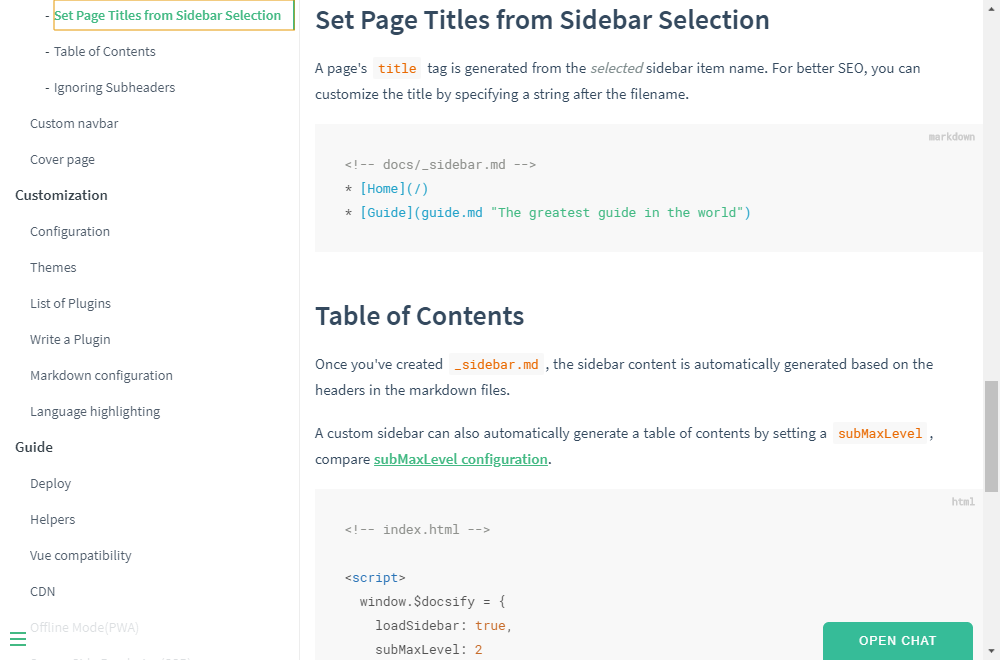 - Set Page Titles from Sidebar Selection
- Table of Contents
- Ignoring Subheaders
Custom navbar
Cover page
Customization
Configuration
Themes
List of Plugins
Write a Plugin
Markdown configuration
Language highlighting
Guide
Deploy
Helpers
Vue compatibility
CDN
Offline Mode(PWA)
Set Page Titles from Sidebar Selection
A page's title tag is generated from the selected sidebar item name. For better SEO, you can
customize the title by specifying a string after the filename.
markdown
<!-- docs/_sidebar.md -->
* [Home](/)
* [Guide](guide.md "The greatest guide in the world")
Table of Contents
Once you've created _sidebar.md, the sidebar content is automatically generated based on the
headers in the markdown files.
A custom sidebar can also automatically generate a table of contents by setting a subMaxLevel,
compare subMaxLevel configuration.
html
<!-- index.html -->
<script>
window.$docsify = {
loadSidebar: true,
subMaxLevel: 2
OPEN CHAT